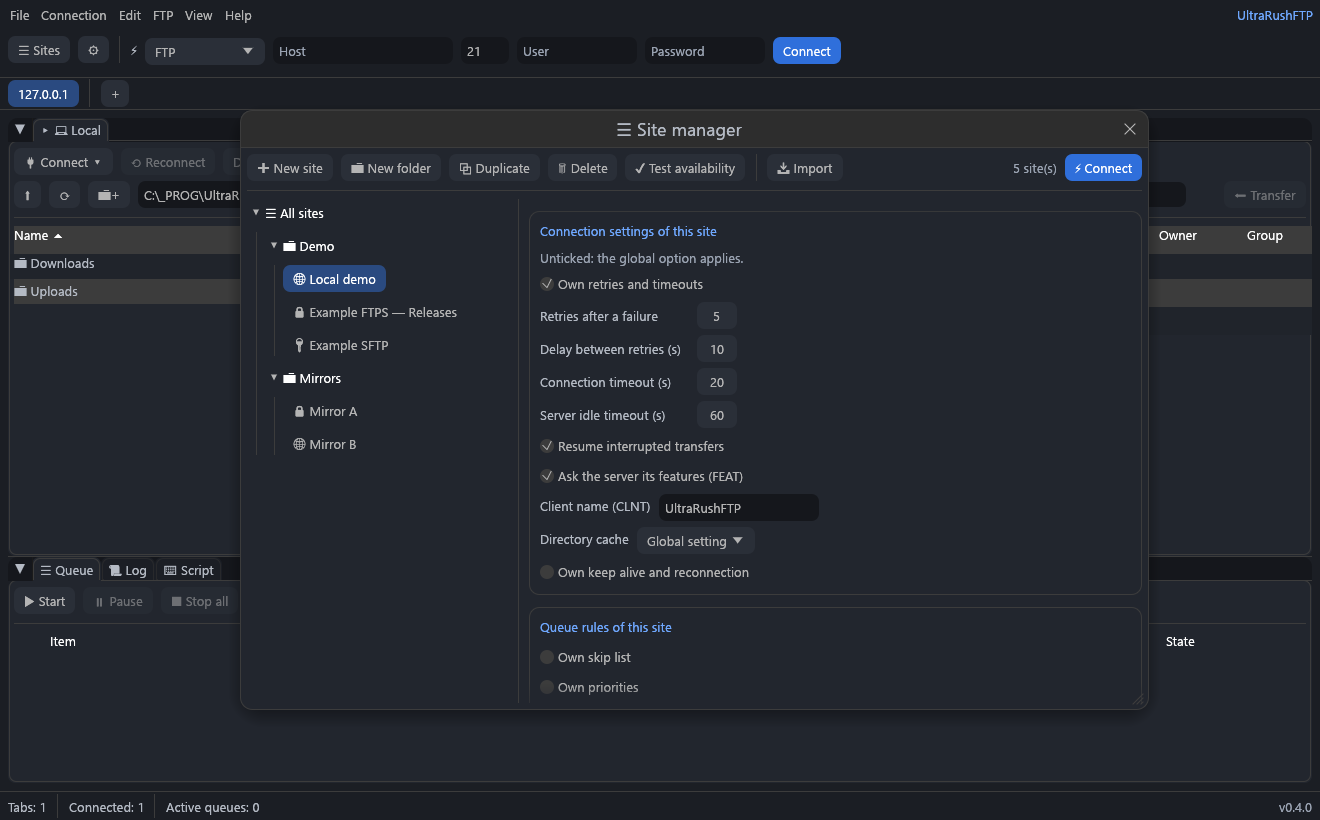 File Connection Edit FTP View Help UltraRushFTP
Sites FTP Host 21 User Password Connect
127.0.0.1 +
Local
Site manager
Connect Reconnect D
New site New folder Duplicate Delete Test availability Import 5 site(s) Connect
C:\_PROG\UltraR Transfer
Name Owner Group
Downloads
Uploads
All sites
Demo
Local demo
Example FTPS — Releases
Example SFTP
Mirrors
Mirror A
Mirror B
Connection settings of this site
Unticked: the global option applies.
Own retries and timeouts
Retries after a failure 5
Delay between retries (s) 10
Connection timeout (s) 20
Server idle timeout (s) 60
Resume interrupted transfers
Ask the server its features (FEAT)
Client name (CLNT) UltraRushFTP
Directory cache Global setting
Own keep alive and reconnection
Queue rules of this site
Own skip list
Own priorities
Queue Log Script
Start Pause Stop all
Item State
Tabs: 1 Connected: 1 Active queues: 0 v0.4.0